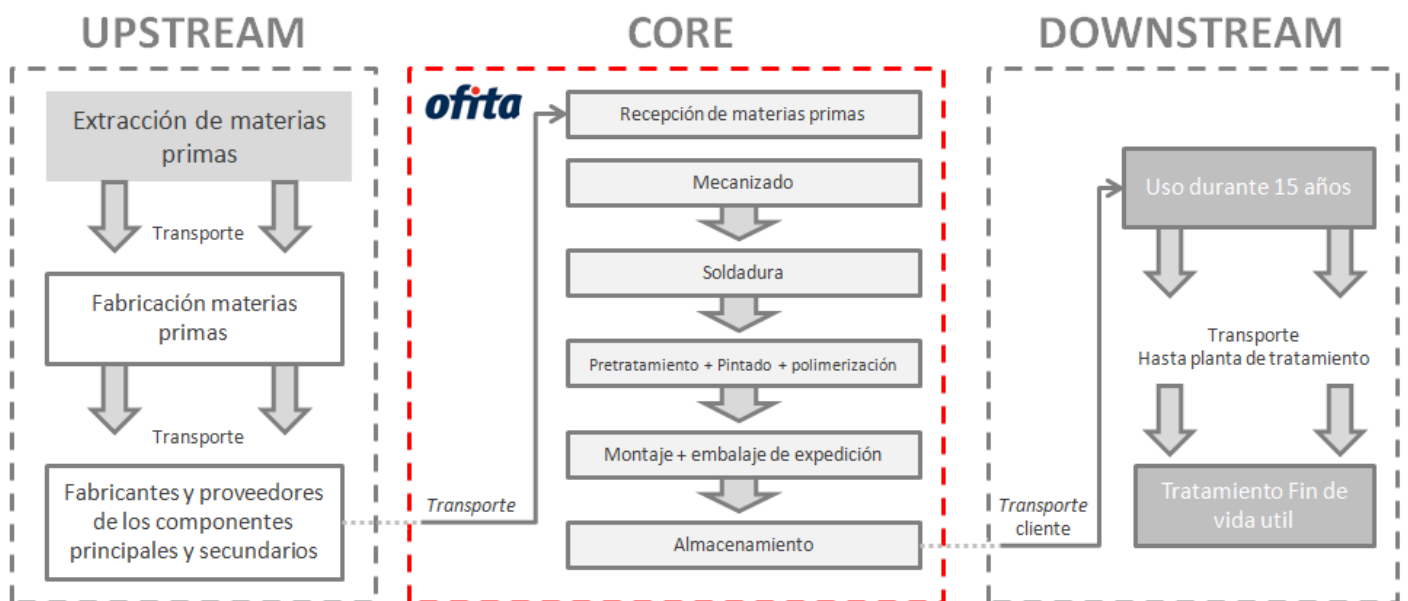 UPSTREAM
Extracción de materias
primas
Transporte
Fabricación materias
primas
Transporte
Fabricantes y proveedores
de los componentes
principales y secundarios
CORE
ofita
Transporte
Recepción de materias primas
Mecanizado
Soldadura
Pretratamiento + Pintado + polimerización
Montaje + embalaje de expedición
Almacenamiento
DOWNSTREAM
Transporte
cliente
Uso durante 15 años
Transporte
Hasta planta de tratamiento
Tratamiento Fin de
vida util